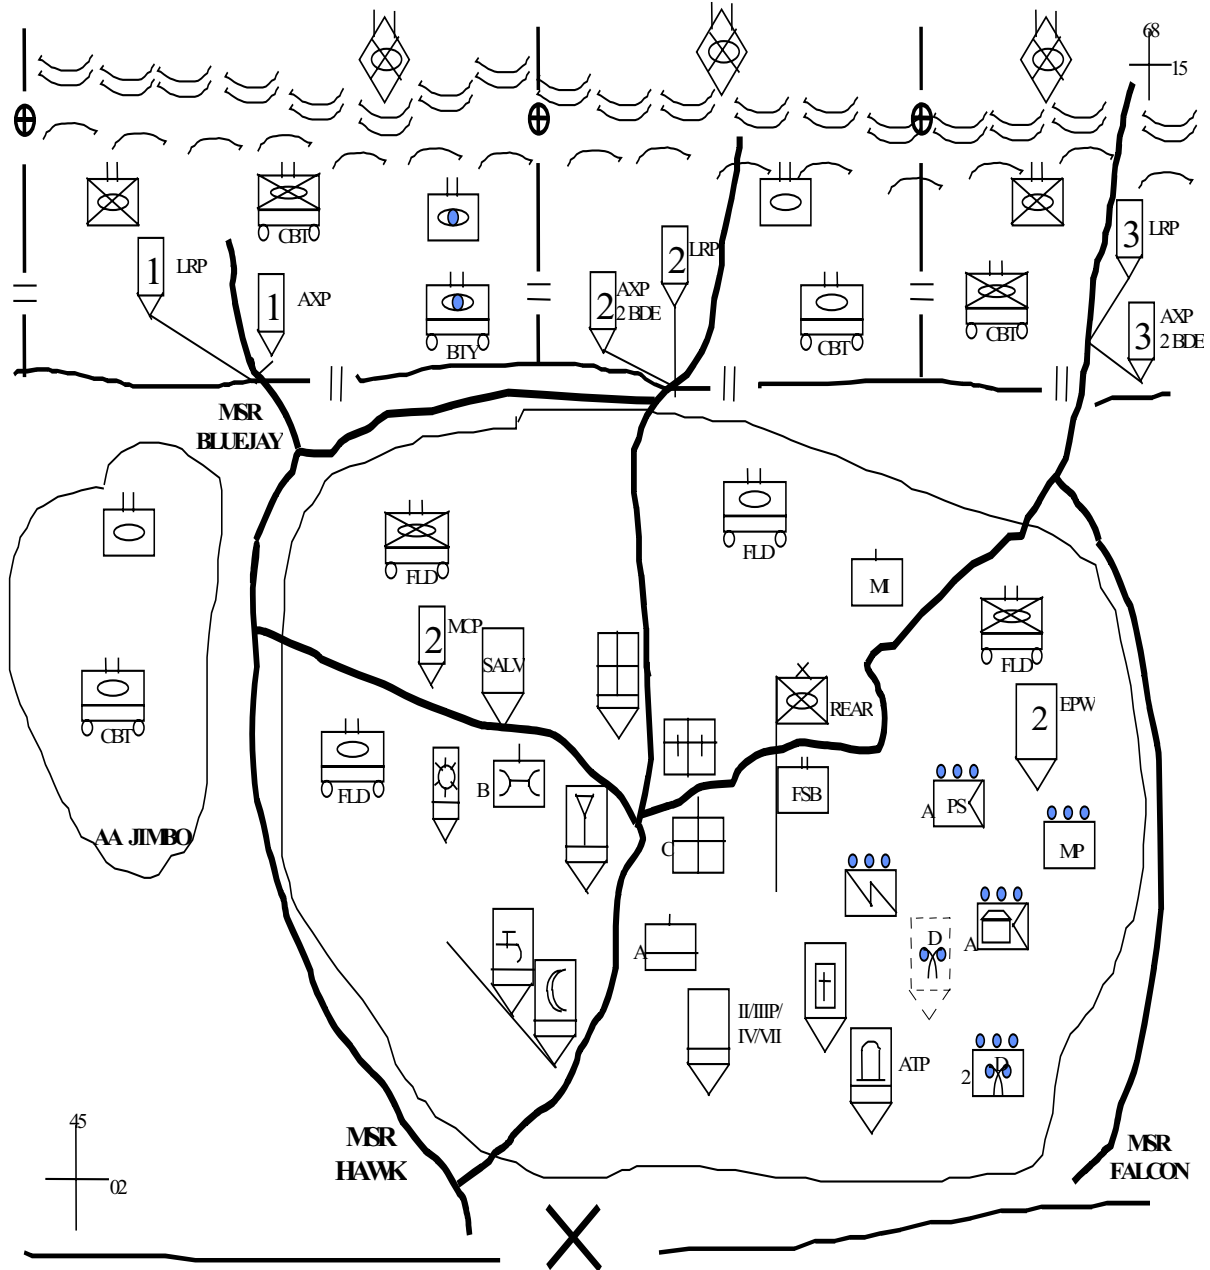 68
15
CBT
1
LRP
1
AXP
BTY
2
LRP
2
AXP
2 BDE
CBT
CBT
3
LRP
3
AXP
2 BDE
MSR
BLUEJAY
FLD
FLD
MI
FLD
2
MCP
SALV
CBT
REAR
2
EPW
FLD
B
FSB
A
PS
MP
AA JIMBO
C
A
D
A
II/IIIP/
IV/VII
ATP
2
D
45
02
MSR
HAWK
MSR
FALCON